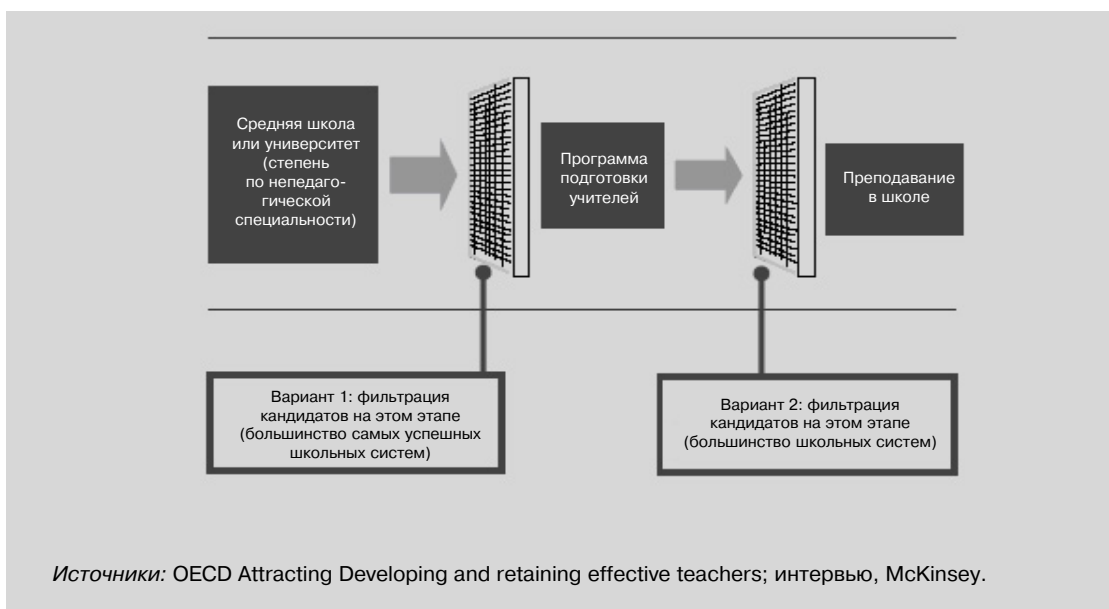 Средняя школа
или университет
(степень
по непедаго-
гической
специальности)
Программа
подготовки
учителей
Преподавание
в школе
Вариант 1: фильтрация
кандидатов на этом этапе
(большинство самых успешных
школьных систем)
Вариант 2: фильтрация
кандидатов на этом этапе
(большинство школьных систем)
Источники: OECD Attracting Developing and retaining effective teachers; интервью, McKinsey.